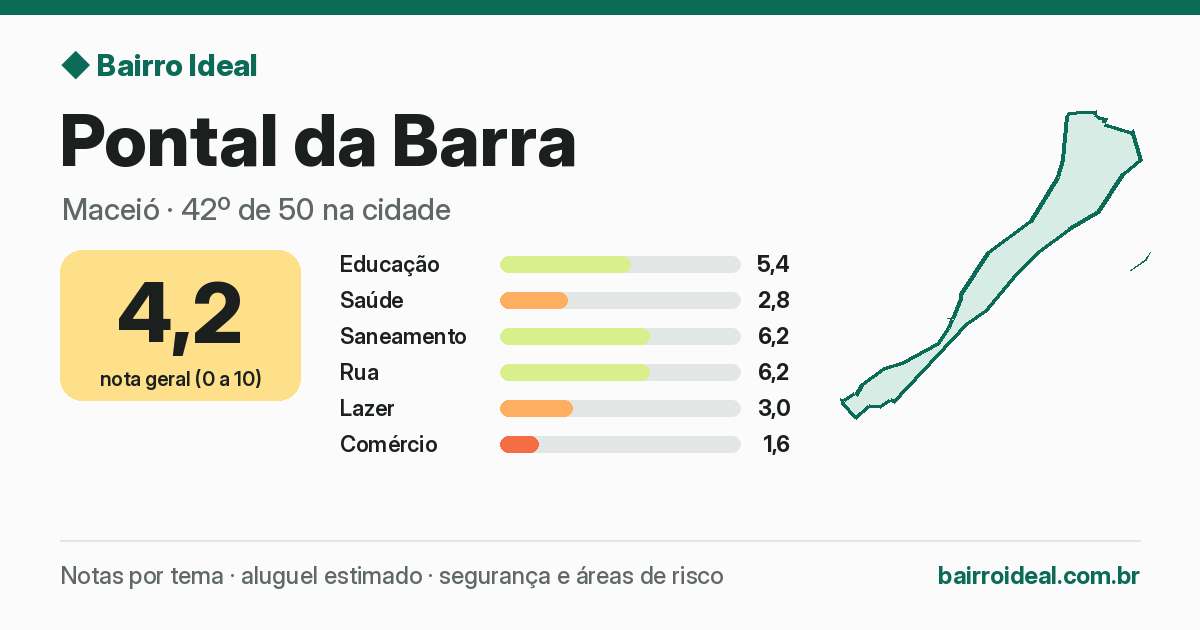 Bairro Ideal
Pontal da Barra
Maceió · 42º de 50 na cidade
4,2
nota geral (0 a 10)
Educação 5,4
Saúde 2,8
Saneamento 6,2
Rua 6,2
Lazer 3,0
Comércio 1,6
Notas por tema · aluguel estimado · segurança e áreas de risco
bairroideal.com.br